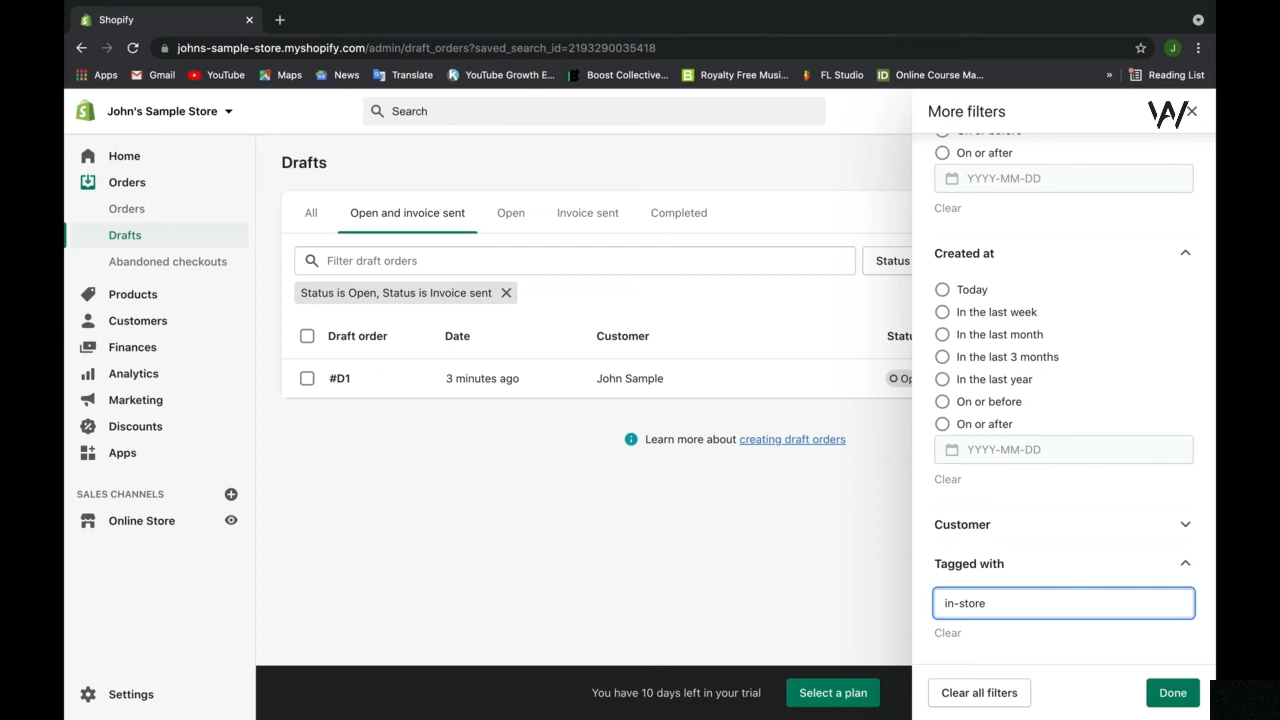 Shopify
johns-sample-store.myshopify.com/admin/draft_orders?saved_search_id=2193290035418
J
Apps
Gmail
YouTube
Maps
News
Translate
YouTube Growth E...
Boost Collective...
Royalty Free Musi...
FL Studio
Online Course Ma...
»
Reading List
John's Sample Store
Search
More filters
Home
Orders
Orders
Drafts
Abandoned checkouts
Products
Customers
Finances
Analytics
Marketing
Discounts
Apps
SALES CHANNELS
Online Store
Settings
Drafts
All
Open and invoice sent
Open
Invoice sent
Completed
Filter draft orders
Status
Status is Open, Status is Invoice sent
Draft order
Date
Customer
Statu
#D1
3 minutes ago
John Sample
Op
Learn more about creating draft orders
You have 10 days left in your trial
Select a plan
On or before
On or after
YYYY-MM-DD
Clear
Created at
Today
In the last week
In the last month
In the last 3 months
In the last year
On or before
On or after
YYYY-MM-DD
Clear
Customer
Tagged with
in-store
Clear
Clear all filters
Done